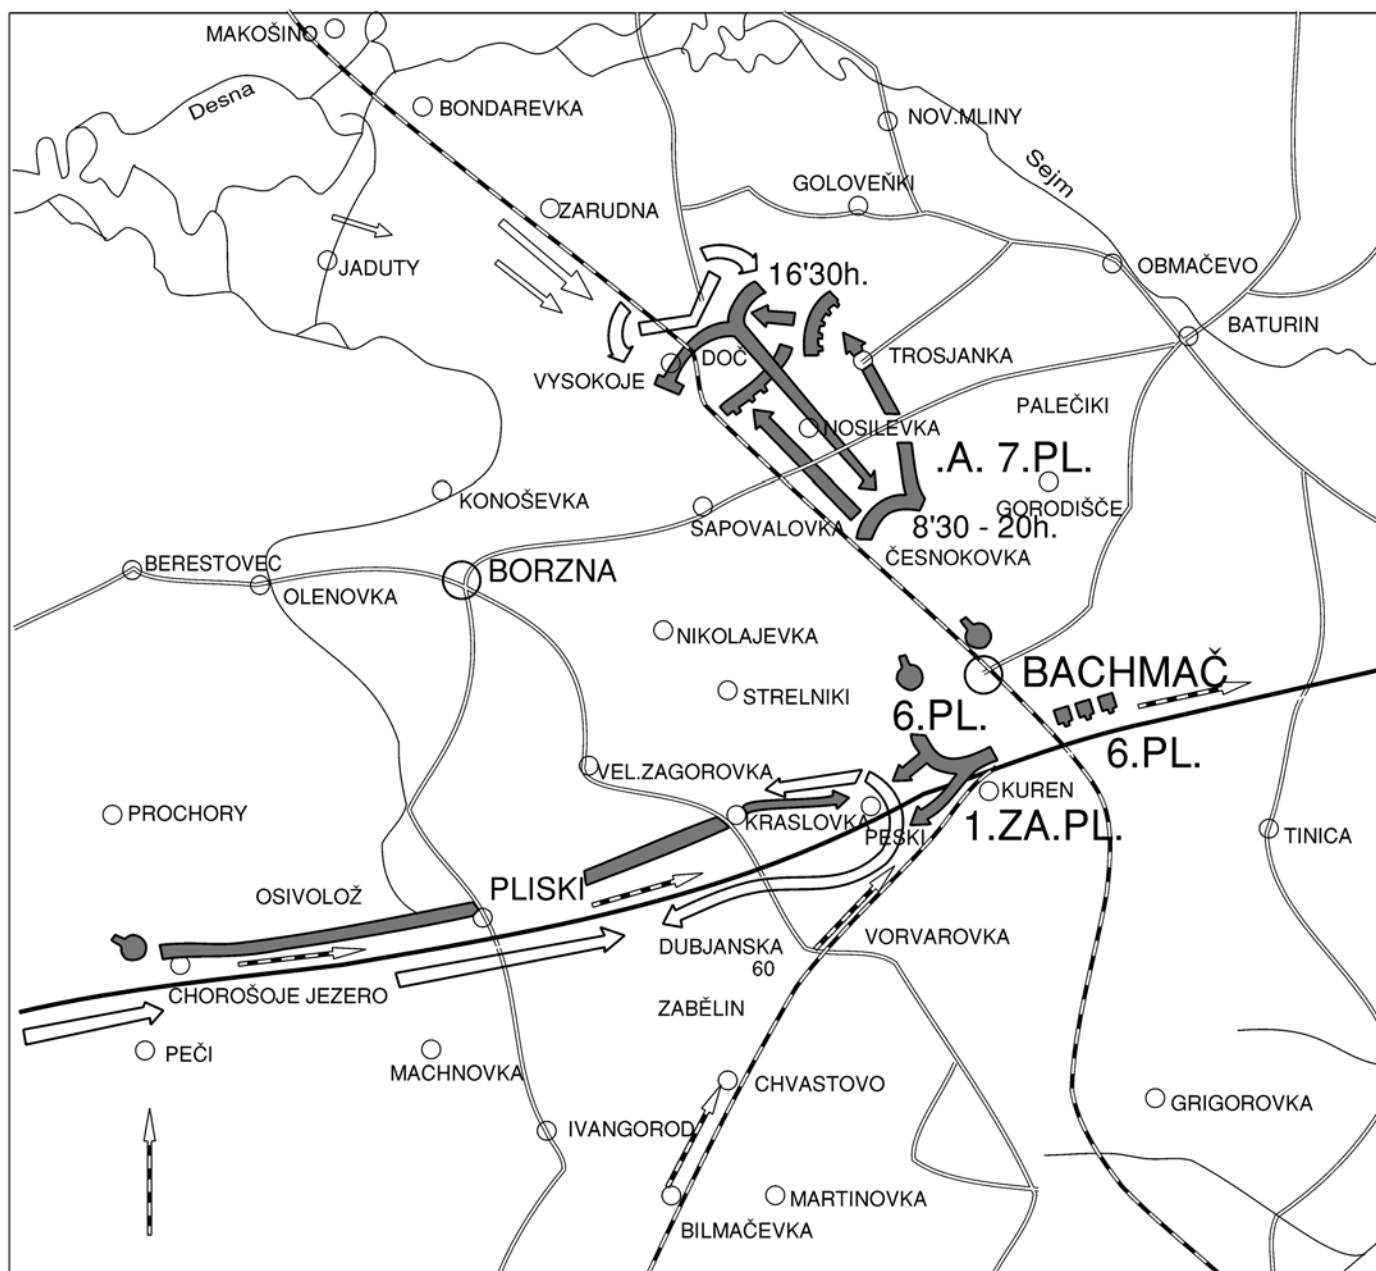 MAKOŠINO
Desna
BONDAREVKA
NOV.MLINY
Sejm
GOLOVEŇKI
ZARUDNA
JADUTY
16'30h.
OBMAČEVO
BATURIN
DOČ
TROSJANKA
VYSOKOJE
PALEČIKI
NOSILEVKA
.A. 7.PL.
KONOŠEVKA
GORODIŠČE
SAPOVALOVKA
8'30 - 20h.
ČESNOKOVKA
BERESTOVEC
BORZNA
OLENOVKA
NIKOLAJEVKA
BACHMAČ
STRELNIKI
6.PL.
6.PL.
VEL.ZAGOROVKA
KUREN
PROCHORY
KRASLOVKA
1.ZA.PL.
PESKI
TINICA
PLISKI
OSIVOLOŽ
VORVAROVKA
DUBJANSKA
60
CHOROŠOJE JEZERO
ZABĚLIN
PEČI
MACHNOVKA
CHVASTOVO
GRIGOROVKA
IVANGOROD
MARTINOVKA
BILMAČEVKA